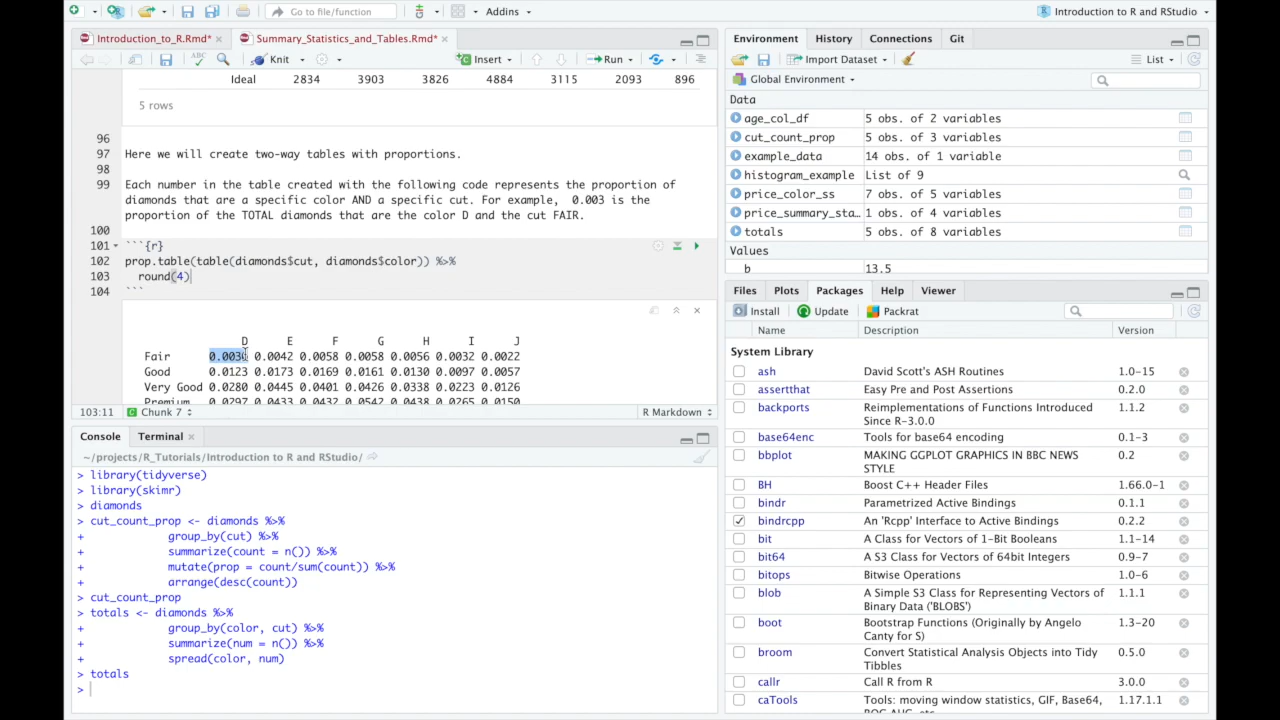 Go to file/function
Addins
Introduction to R and RStudio
Introduction_to_R.Rmd*
Summary_Statistics_and_Tables.Rmd*
ABC
Knit
Insert
Run
Ideal 2834 3903 3826 4884 3115 2093 896
5 rows
96
97 Here we will create two-way tables with proportions.
98
99 Each number in the table created with the following code represents the proportion of
diamonds that are a specific color AND a specific cut. For example, 0.003 is the
proportion of the TOTAL diamonds that are the color D and the cut FAIR.
100
101 ```{r}
102 prop.table(table(diamonds$cut, diamonds$color)) %>%
103 round(4)
104 ```
D E F G H I J
Fair 0.0030 0.0042 0.0058 0.0058 0.0056 0.0032 0.0022
Good 0.0123 0.0173 0.0169 0.0161 0.0130 0.0097 0.0057
Very Good 0.0280 0.0445 0.0401 0.0426 0.0338 0.0223 0.0126
Premium 0.0297 0.0433 0.0432 0.0542 0.0438 0.0265 0.0150
103:11 Chunk 7 R Markdown
Console Terminal
~/projects/R_Tutorials/Introduction to R and RStudio/
> library(tidyverse)
> library(skimr)
> diamonds
> cut_count_prop <- diamonds %>%
+ group_by(cut) %>%
+ summarize(count = n()) %>%
+ mutate(prop = count/sum(count)) %>%
+ arrange(desc(count))
> cut_count_prop
> totals <- diamonds %>%
+ group_by(color, cut) %>%
+ summarize(num = n()) %>%
+ spread(color, num)
> totals
>
Environment History Connections Git
Import Dataset List
Global Environment
Data
age_col_df 5 obs. of 2 variables
cut_count_prop 5 obs. of 3 variables
example_data 14 obs. of 1 variable
histogram_example List of 9
price_color_ss 7 obs. of 5 variables
price_summary_sta… 1 obs. of 4 variables
totals 5 obs. of 8 variables
Values
b 13.5
Files Plots Packages Help Viewer
Install Update Packrat
Name Description Version
System Library
ash David Scott's ASH Routines 1.0-15
assertthat Easy Pre and Post Assertions 0.2.0
backports Reimplementations of Functions Introduced 1.1.2
Since R-3.0.0
base64enc Tools for base64 encoding 0.1-3
bbplot MAKING GGPLOT GRAPHICS IN BBC NEWS 0.2
STYLE
BH Boost C++ Header Files 1.66.0-1
bindr Parametrized Active Bindings 0.1.1
bindrcpp An 'Rcpp' Interface to Active Bindings 0.2.2
bit A Class for Vectors of 1-Bit Booleans 1.1-14
bit64 A S3 Class for Vectors of 64bit Integers 0.9-7
bitops Bitwise Operations 1.0-6
blob A Simple S3 Class for Representing Vectors of 1.1.1
Binary Data ('BLOBS')
boot Bootstrap Functions (Originally by Angelo 1.3-20
Canty for S)
broom Convert Statistical Analysis Objects into Tidy 0.5.0
Tibbles
callr Call R from R 3.0.0
caTools Tools: moving window statistics, GIF, Base64, 1.17.1.1
ROC AUC, etc.